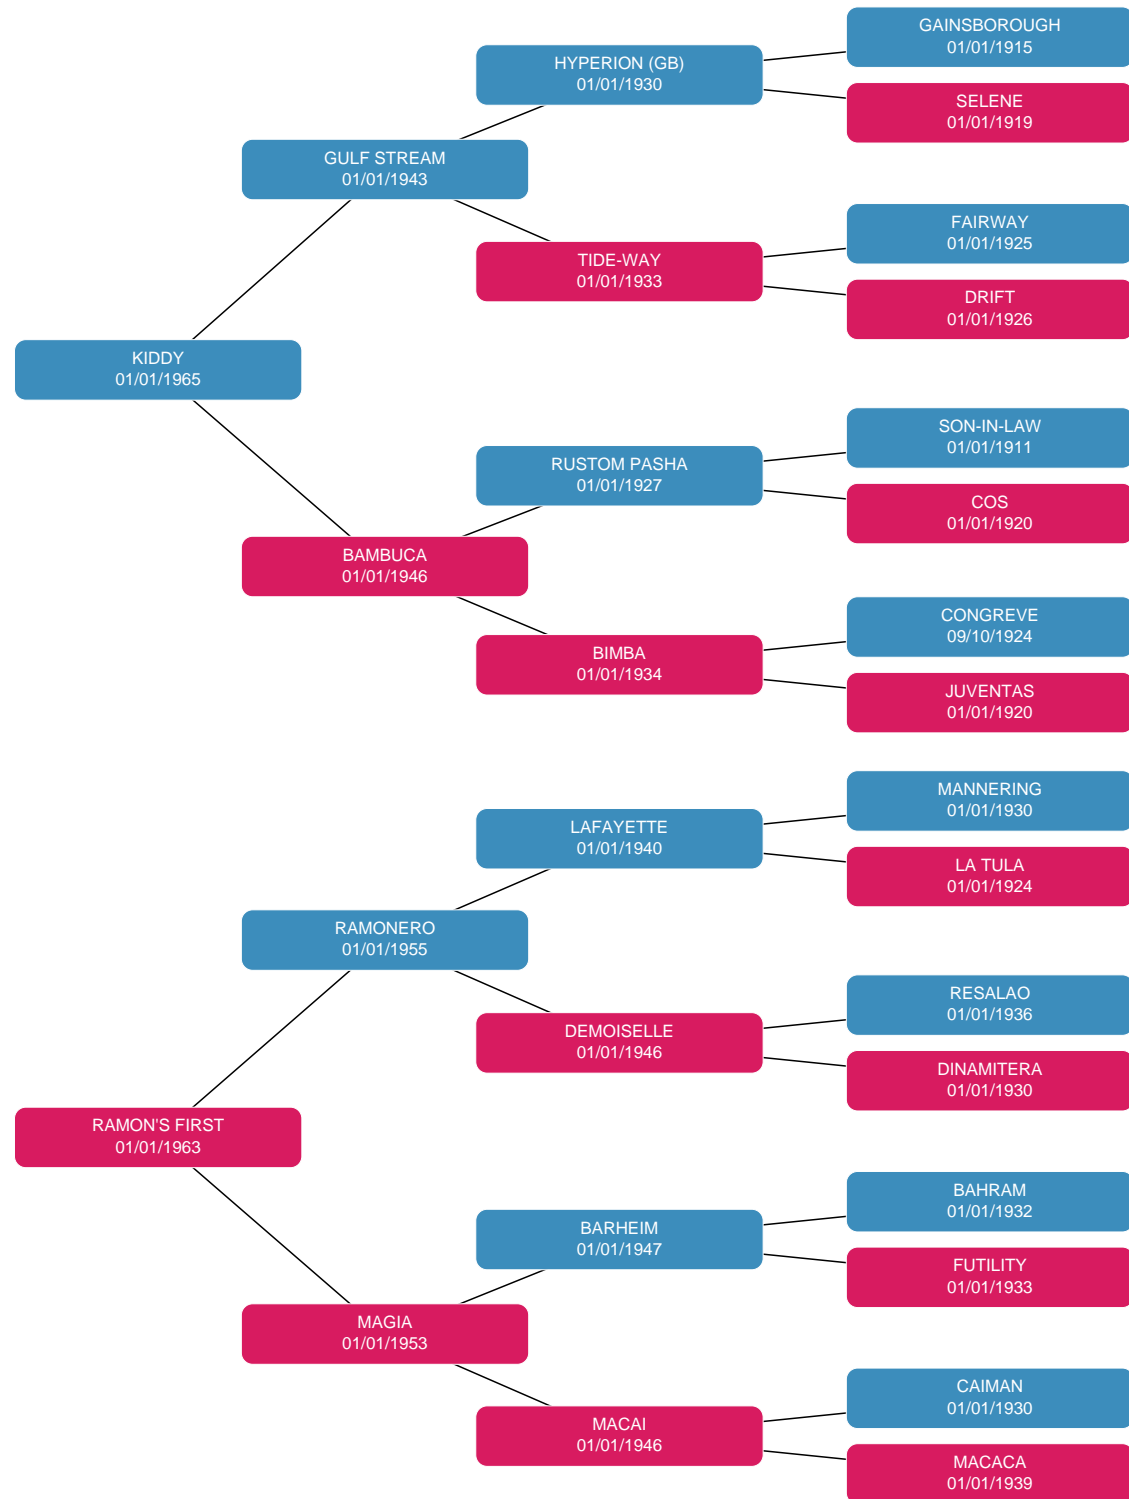 GAINSBOROUGH
01/01/1915
HYPERION (GB)
01/01/1930
SELENE
01/01/1919
GULF STREAM
01/01/1943
FAIRWAY
01/01/1925
TIDE-WAY
01/01/1933
DRIFT
01/01/1926
KIDDY
01/01/1965
SON-IN-LAW
01/01/1911
RUSTOM PASHA
01/01/1927
COS
01/01/1920
BAMBUCA
01/01/1946
CONGREVE
09/10/1924
BIMBA
01/01/1934
JUVENTAS
01/01/1920
MANNERING
01/01/1930
LAFAYETTE
01/01/1940
LA TULA
01/01/1924
RAMONERO
01/01/1955
RESALAO
01/01/1936
DEMOISELLE
01/01/1946
DINAMITERA
01/01/1930
RAMON'S FIRST
01/01/1963
BAHRAM
01/01/1932
BARHEIM
01/01/1947
FUTILITY
01/01/1933
MAGIA
01/01/1953
CAIMAN
01/01/1930
MACAI
01/01/1946
MACACA
01/01/1939